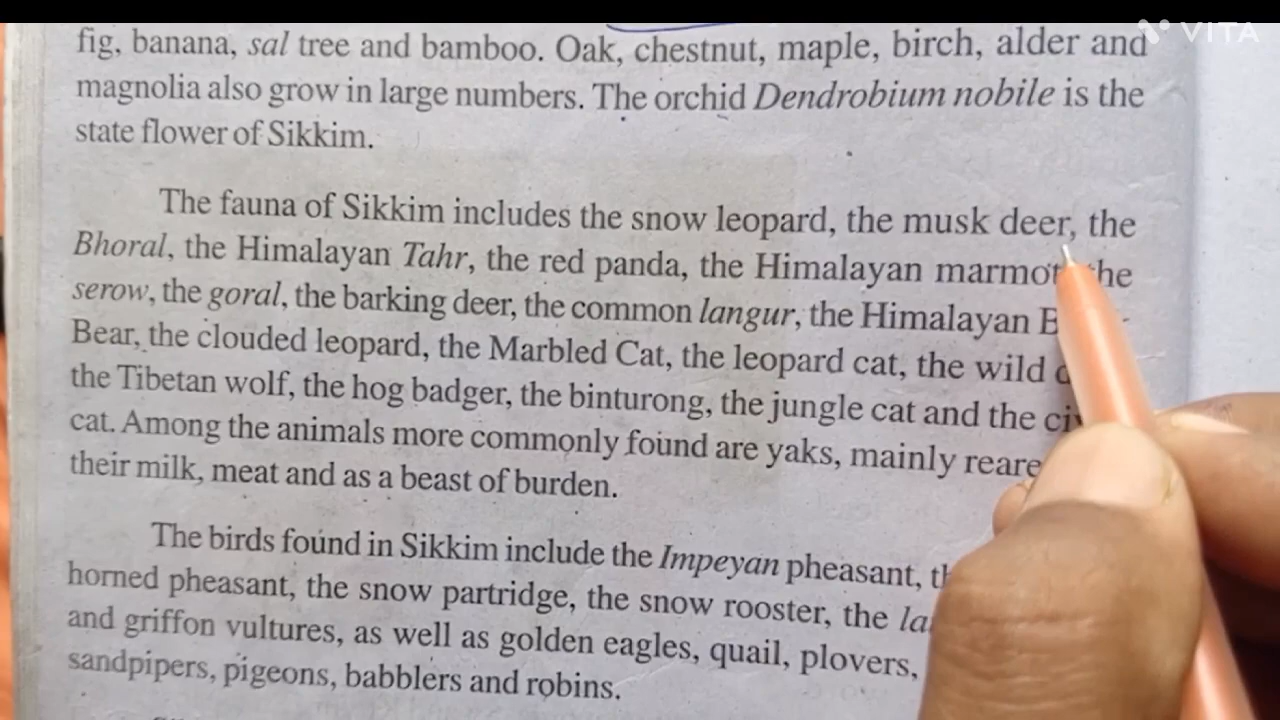 fig, banana, sal tree and bamboo. Oak, chestnut, maple, birch, alder and
magnolia also grow in large numbers. The orchid Dendrobium nobile is the
state flower of Sikkim.
The fauna of Sikkim includes the snow leopard, the musk deer, the
Bhoral, the Himalayan Tahr, the red panda, the Himalayan marmot the
serow, the goral, the barking deer, the common langur, the Himalayan
Bear, the clouded leopard, the Marbled Cat, the leopard cat, the wild
the Tibetan wolf, the hog badger, the binturong, the jungle cat and the
cat. Among the animals more commonly found are yaks, mainly
their milk, meat and as a beast of burden.
The birds found in Sikkim include the Impeyan pheasant,
horned pheasant, the snow partridge, the snow rooster, the
and griffon vultures, as well as golden eagles, quail, plovers,
sandpipers, pigeons, babblers and robins.
VITA